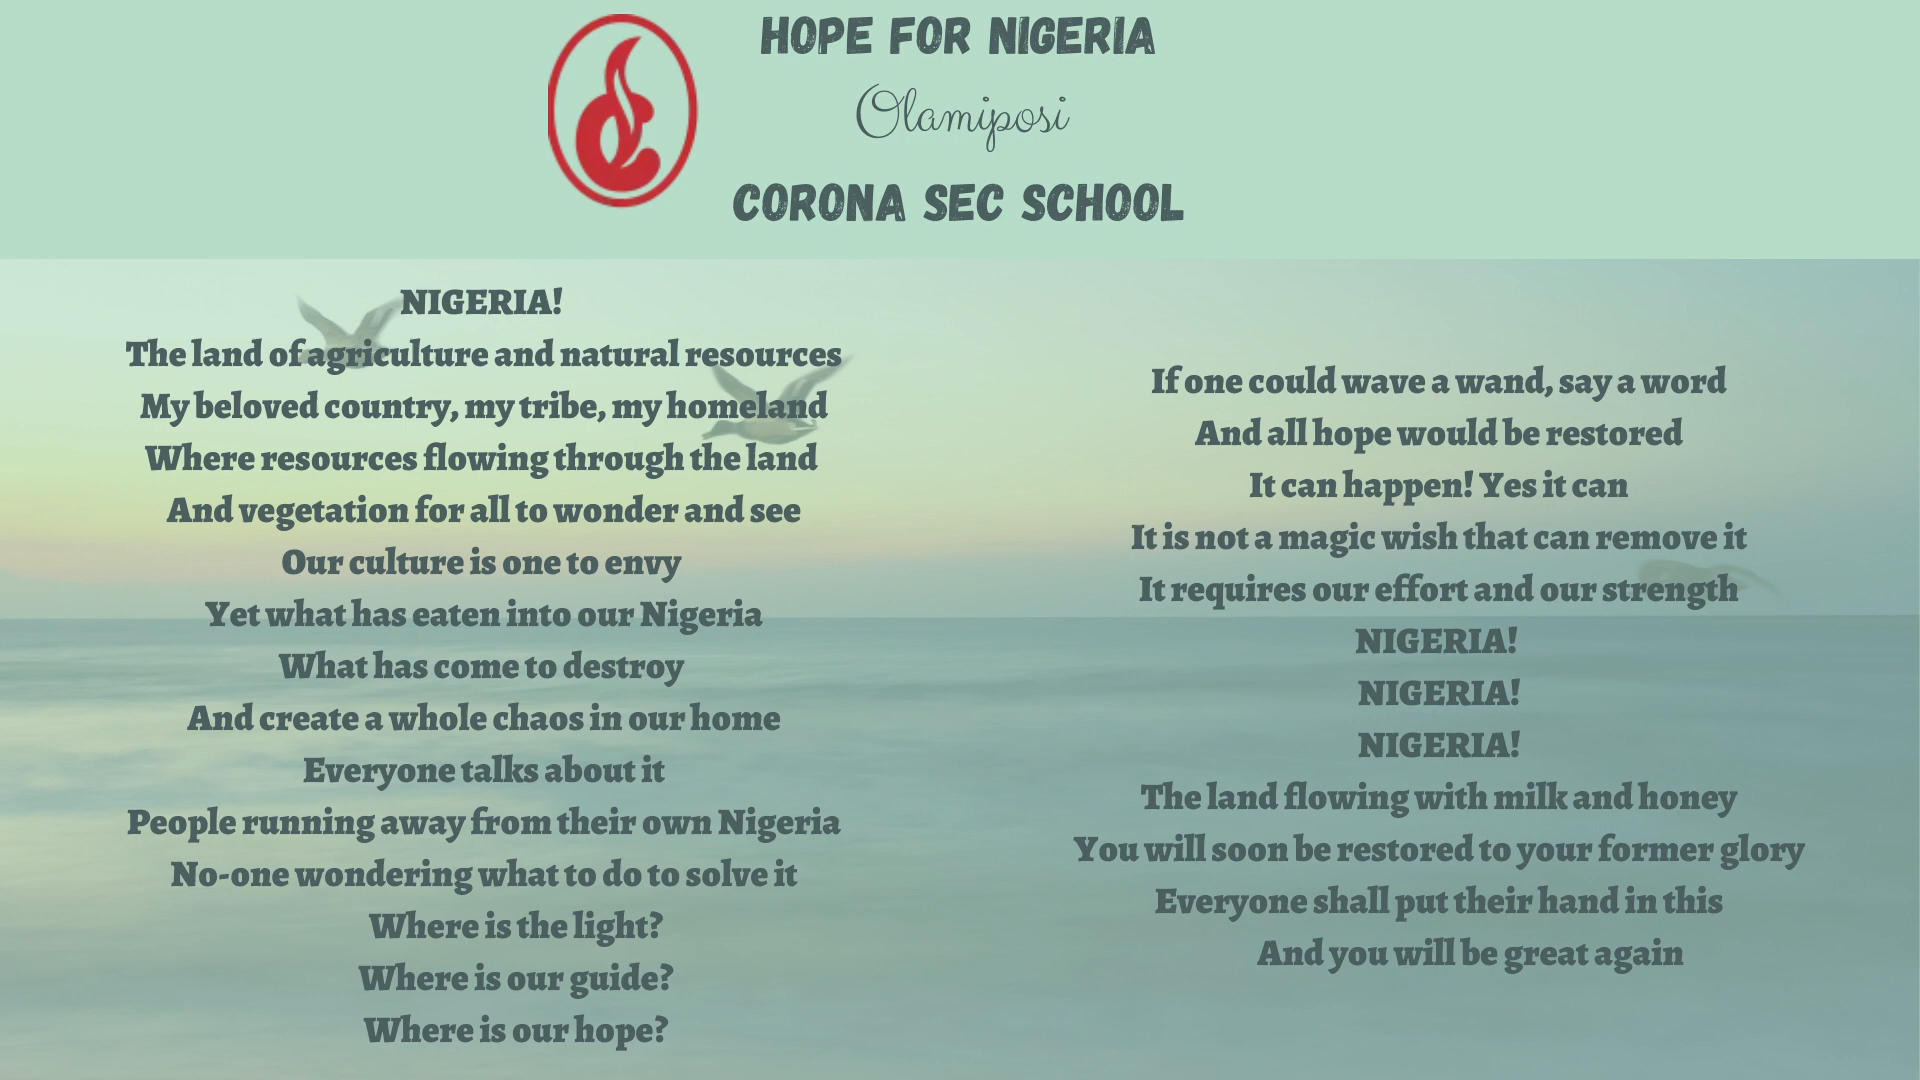 HOPE FOR NIGERIA
Olamiposi
CORONA SEC SCHOOL
NIGERIA!
The land of agriculture and natural resources
My beloved country, my tribe, my homeland
Where resources flowing through the land
And vegetation for all to wonder and see
Our culture is one to envy
Yet what has eaten into our Nigeria
What has come to destroy
And create a whole chaos in our home
Everyone talks about it
People running away from their own Nigeria
No-one wondering what to do to solve it
Where is the light?
Where is our guide?
Where is our hope?
If one could wave a wand, say a word
And all hope would be restored
It can happen! Yes it can
It is not a magic wish that can remove it
It requires our effort and our strength
NIGERIA!
NIGERIA!
NIGERIA!
The land flowing with milk and honey
You will soon be restored to your former glory
Everyone shall put their hand in this
And you will be great again